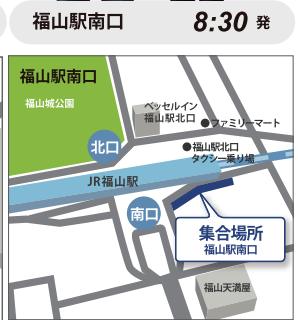 福山駅南口
8:30 発
福山駅南口
福山城公園
ベッセルイン
福山駅北口
●ファミリーマート
北口
●福山駅北口
タクシー乗り場
JR福山駅
南口
集合場所
福山駅南口
福山天満屋